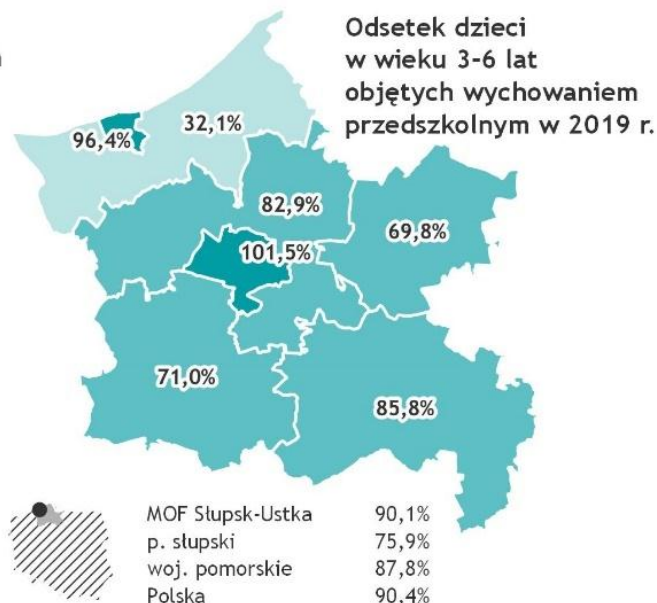 Odsetek dzieci
w wieku 3-6 lat
objętych wychowaniem
przedszkolnym w 2019 r.
96,4%
32,1%
82,9%
69,8%
101,5%
71,0%
85,8%
MOF Słupsk-Ustka 90,1%
p. słupski 75,9%
woj. pomorskie 87,8%
Polska 90,4%